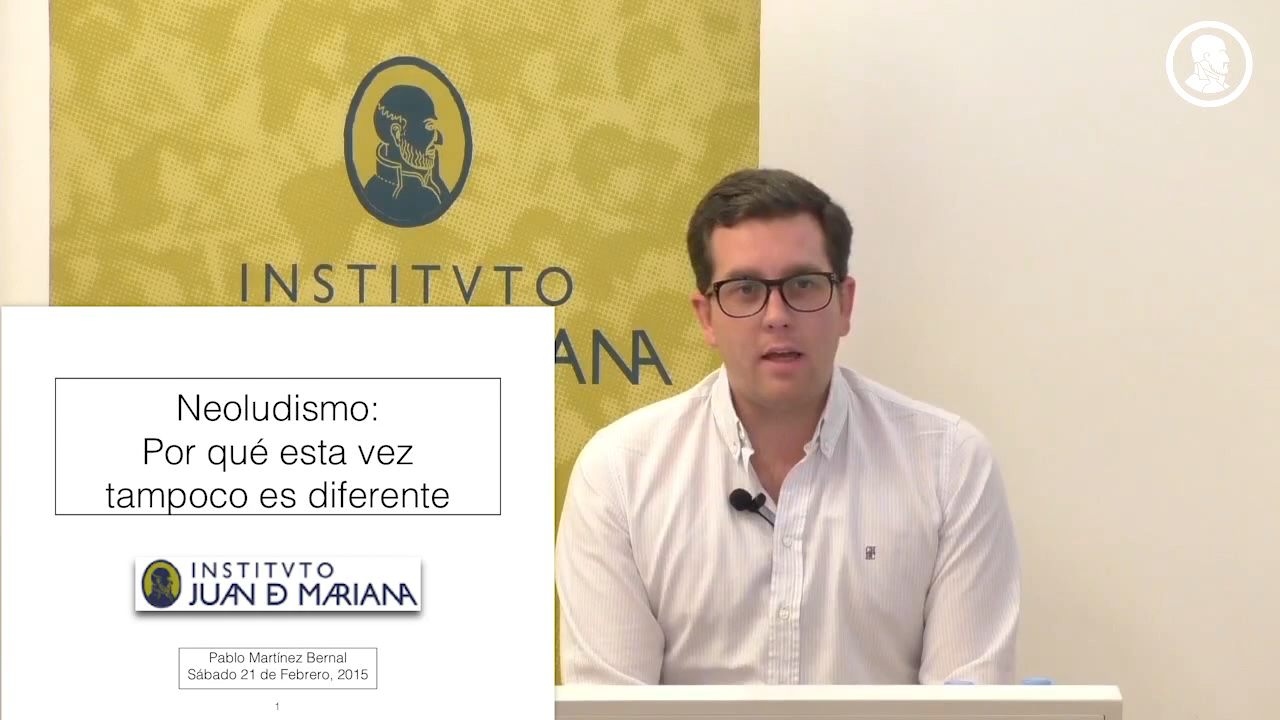 INSTITVTO
ANA
Neoludismo:
Por qué esta vez
tampoco es diferente
INSTITVTO
JUAN DE MARIANA
Pablo Martínez Bernal
Sábado 21 de Febrero, 2015
1